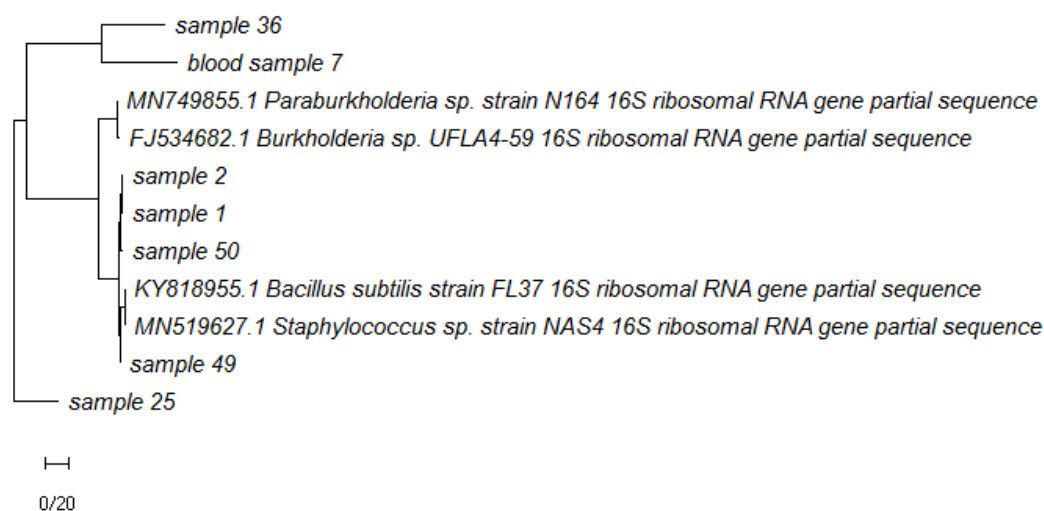 sample 36
blood sample 7
MN749855.1 Paraburkholderia sp. strain N164 16S ribosomal RNA gene partial sequence
FJ534682.1 Burkholderia sp. UFLA4-59 16S ribosomal RNA gene partial sequence
sample 2
sample 1
sample 50
KY818955.1 Bacillus subtilis strain FL37 16S ribosomal RNA gene partial sequence
MN519627.1 Staphylococcus sp. strain NAS4 16S ribosomal RNA gene partial sequence
sample 49
sample 25
0/20